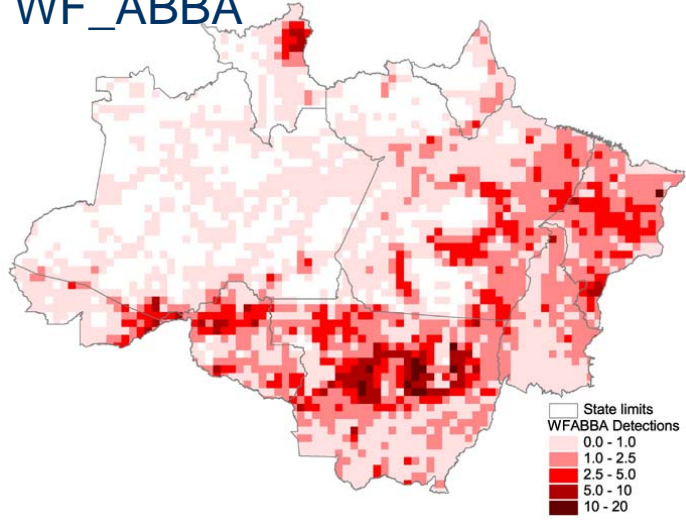 WF_ABBA
State limits
WFABBA Detections
0.0 - 1.0
1.0 - 2.5
2.5 - 5.0
5.0 - 10
10 - 20